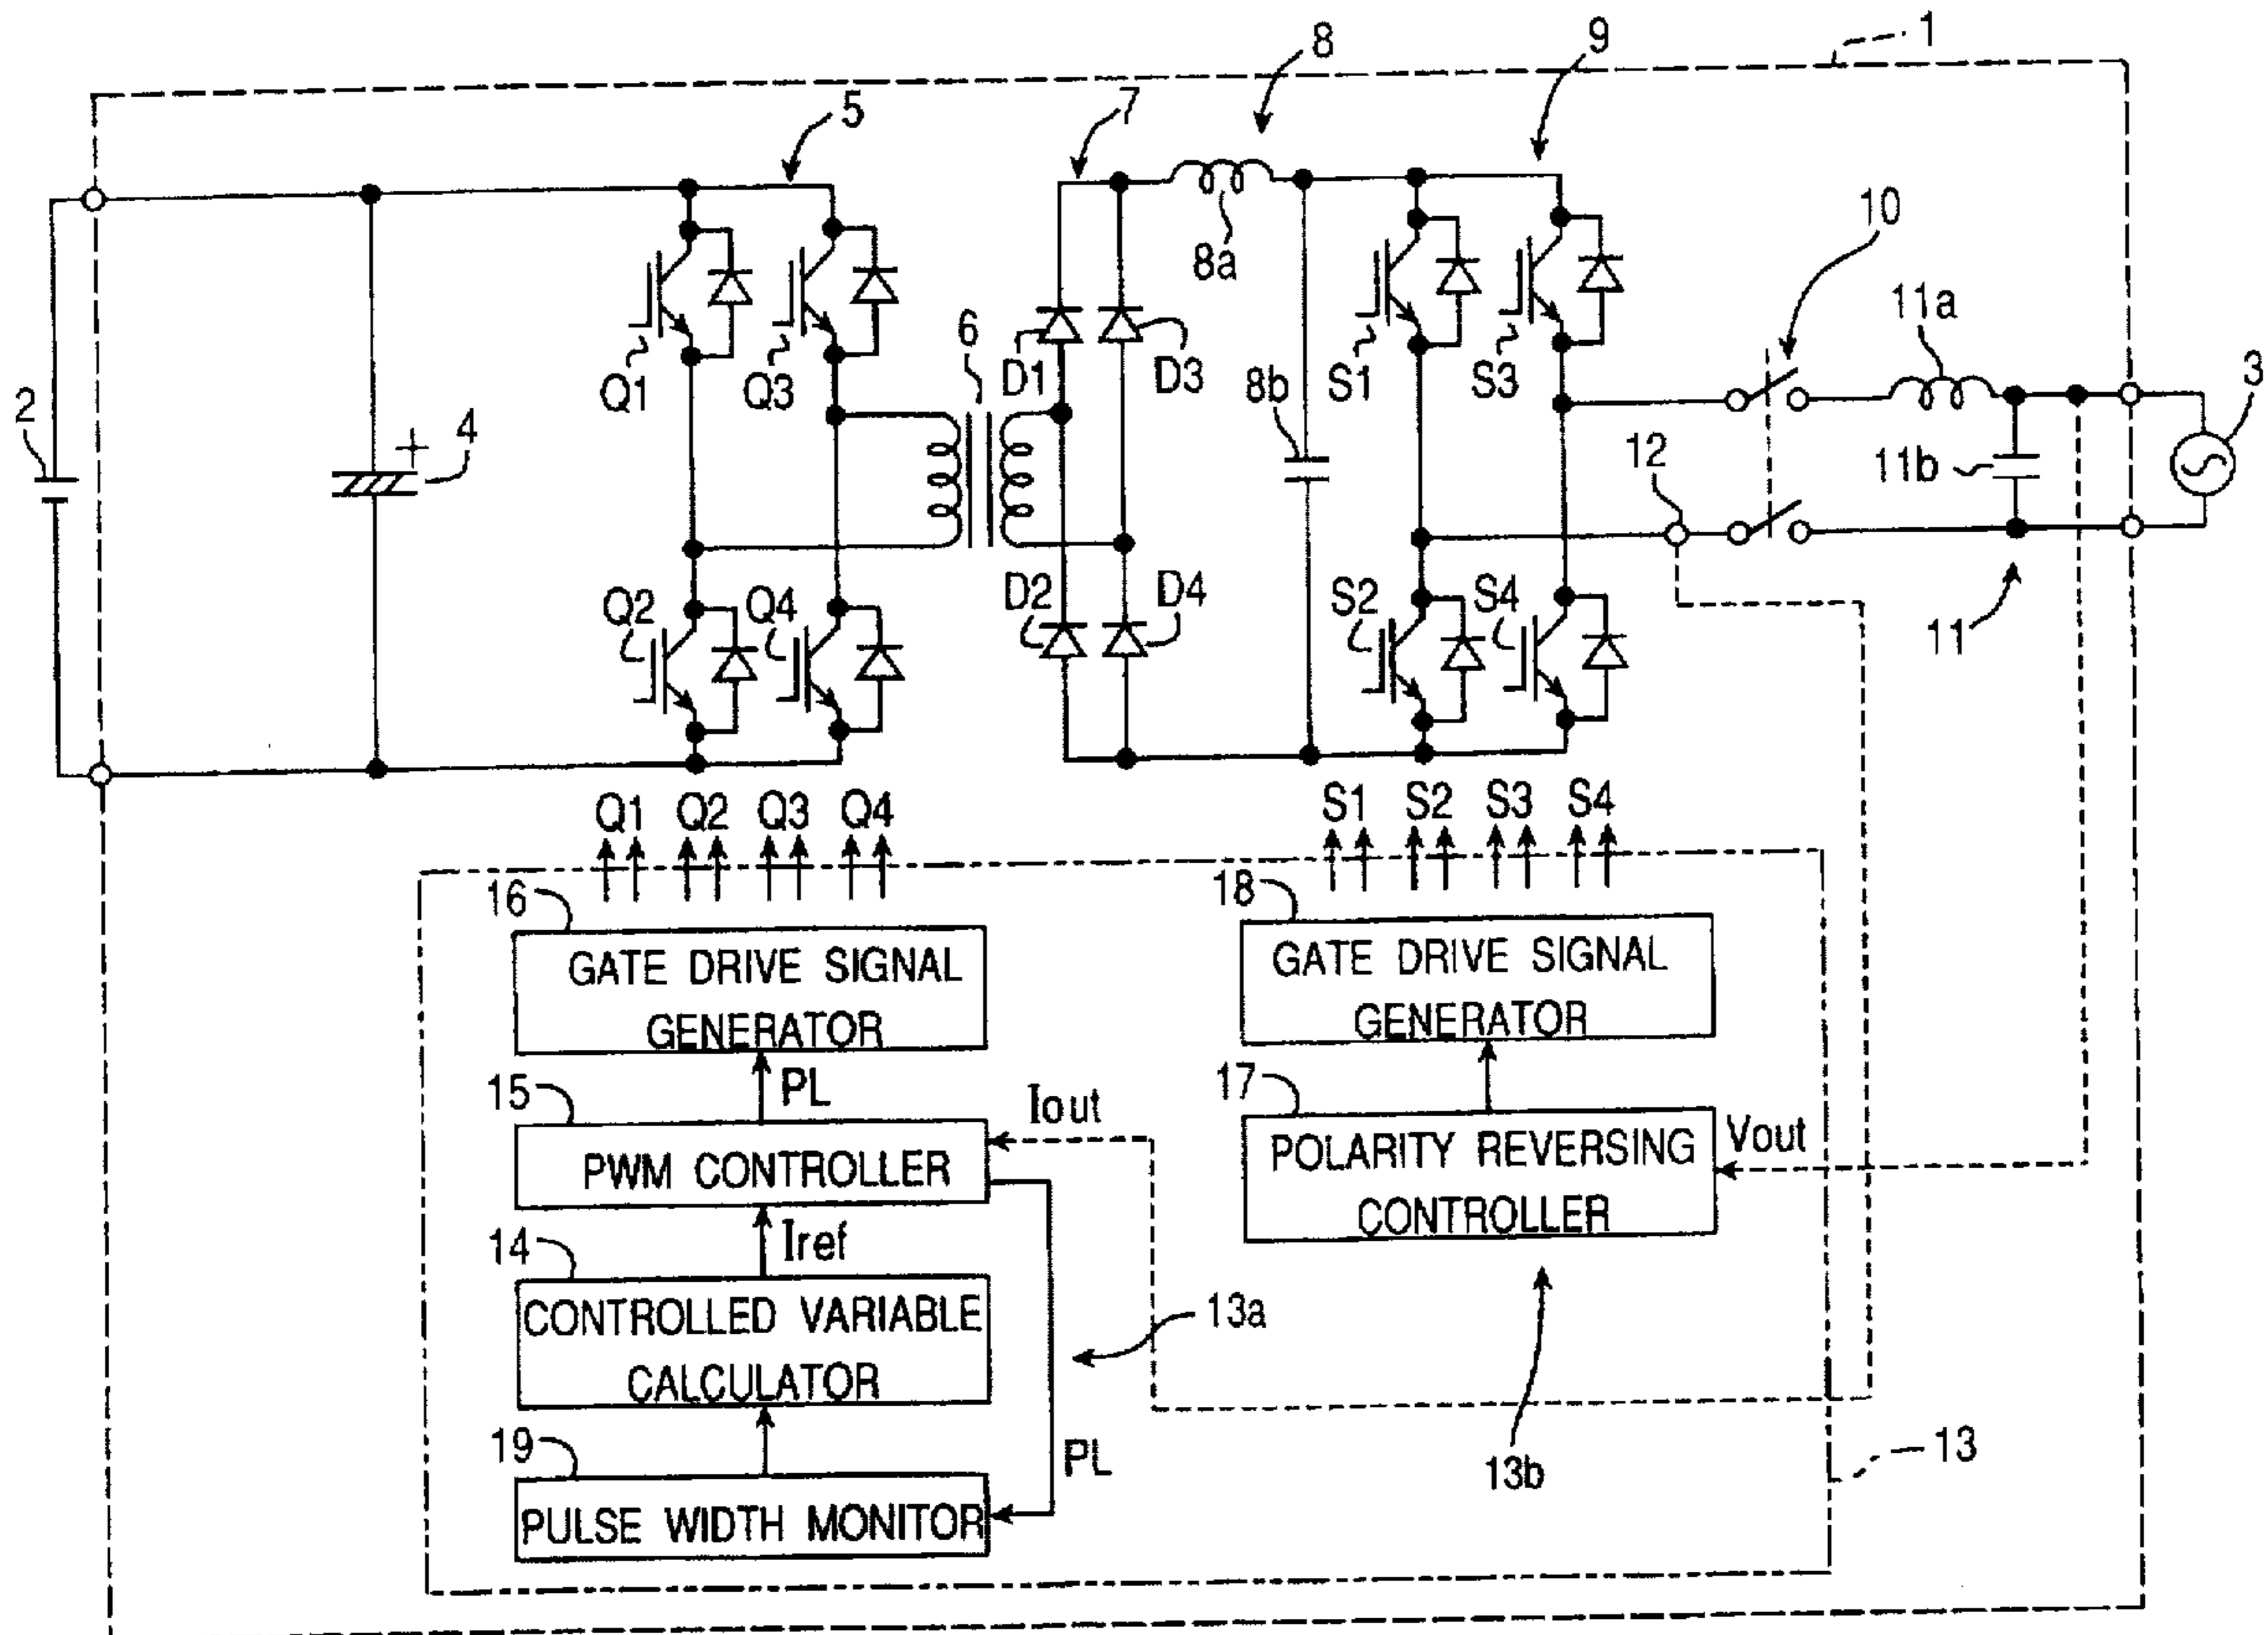 1
8
9
5
7
10
8a
11a
6
Q1
Q3
D1
D3
8b
S1
S3
3
2
4
12
11b
Q2
Q4
D2
D4
S2
S4
11
Q1 Q2 Q3 Q4
S1 S2 S3 S4
16
GATE DRIVE SIGNAL
GENERATOR
18
GATE DRIVE SIGNAL
GENERATOR
PL
15
Iout
PWM CONTROLLER
17
POLARITY REVERSING
CONTROLLER
Vout
Iref
14
CONTROLLED VARIABLE
CALCULATOR
13a
19
PULSE WIDTH MONITOR
PL
13b
13